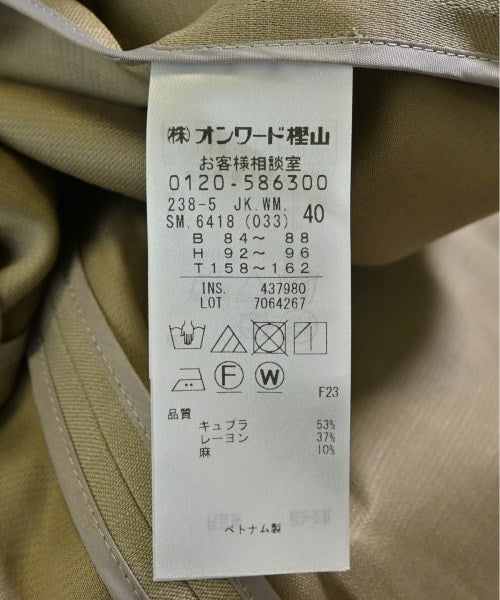 ㈱オンワード樫山
お客様相談室
0120-586300
238-5 JK.WM.
SM.6418 (033) 40
B 84〜 88
H 92〜 96
T 158〜162
INS. 437980
LOT 7064267
F W
F23
品質
キュプラ 53%
レーヨン 37%
麻 10%
ベトナム製